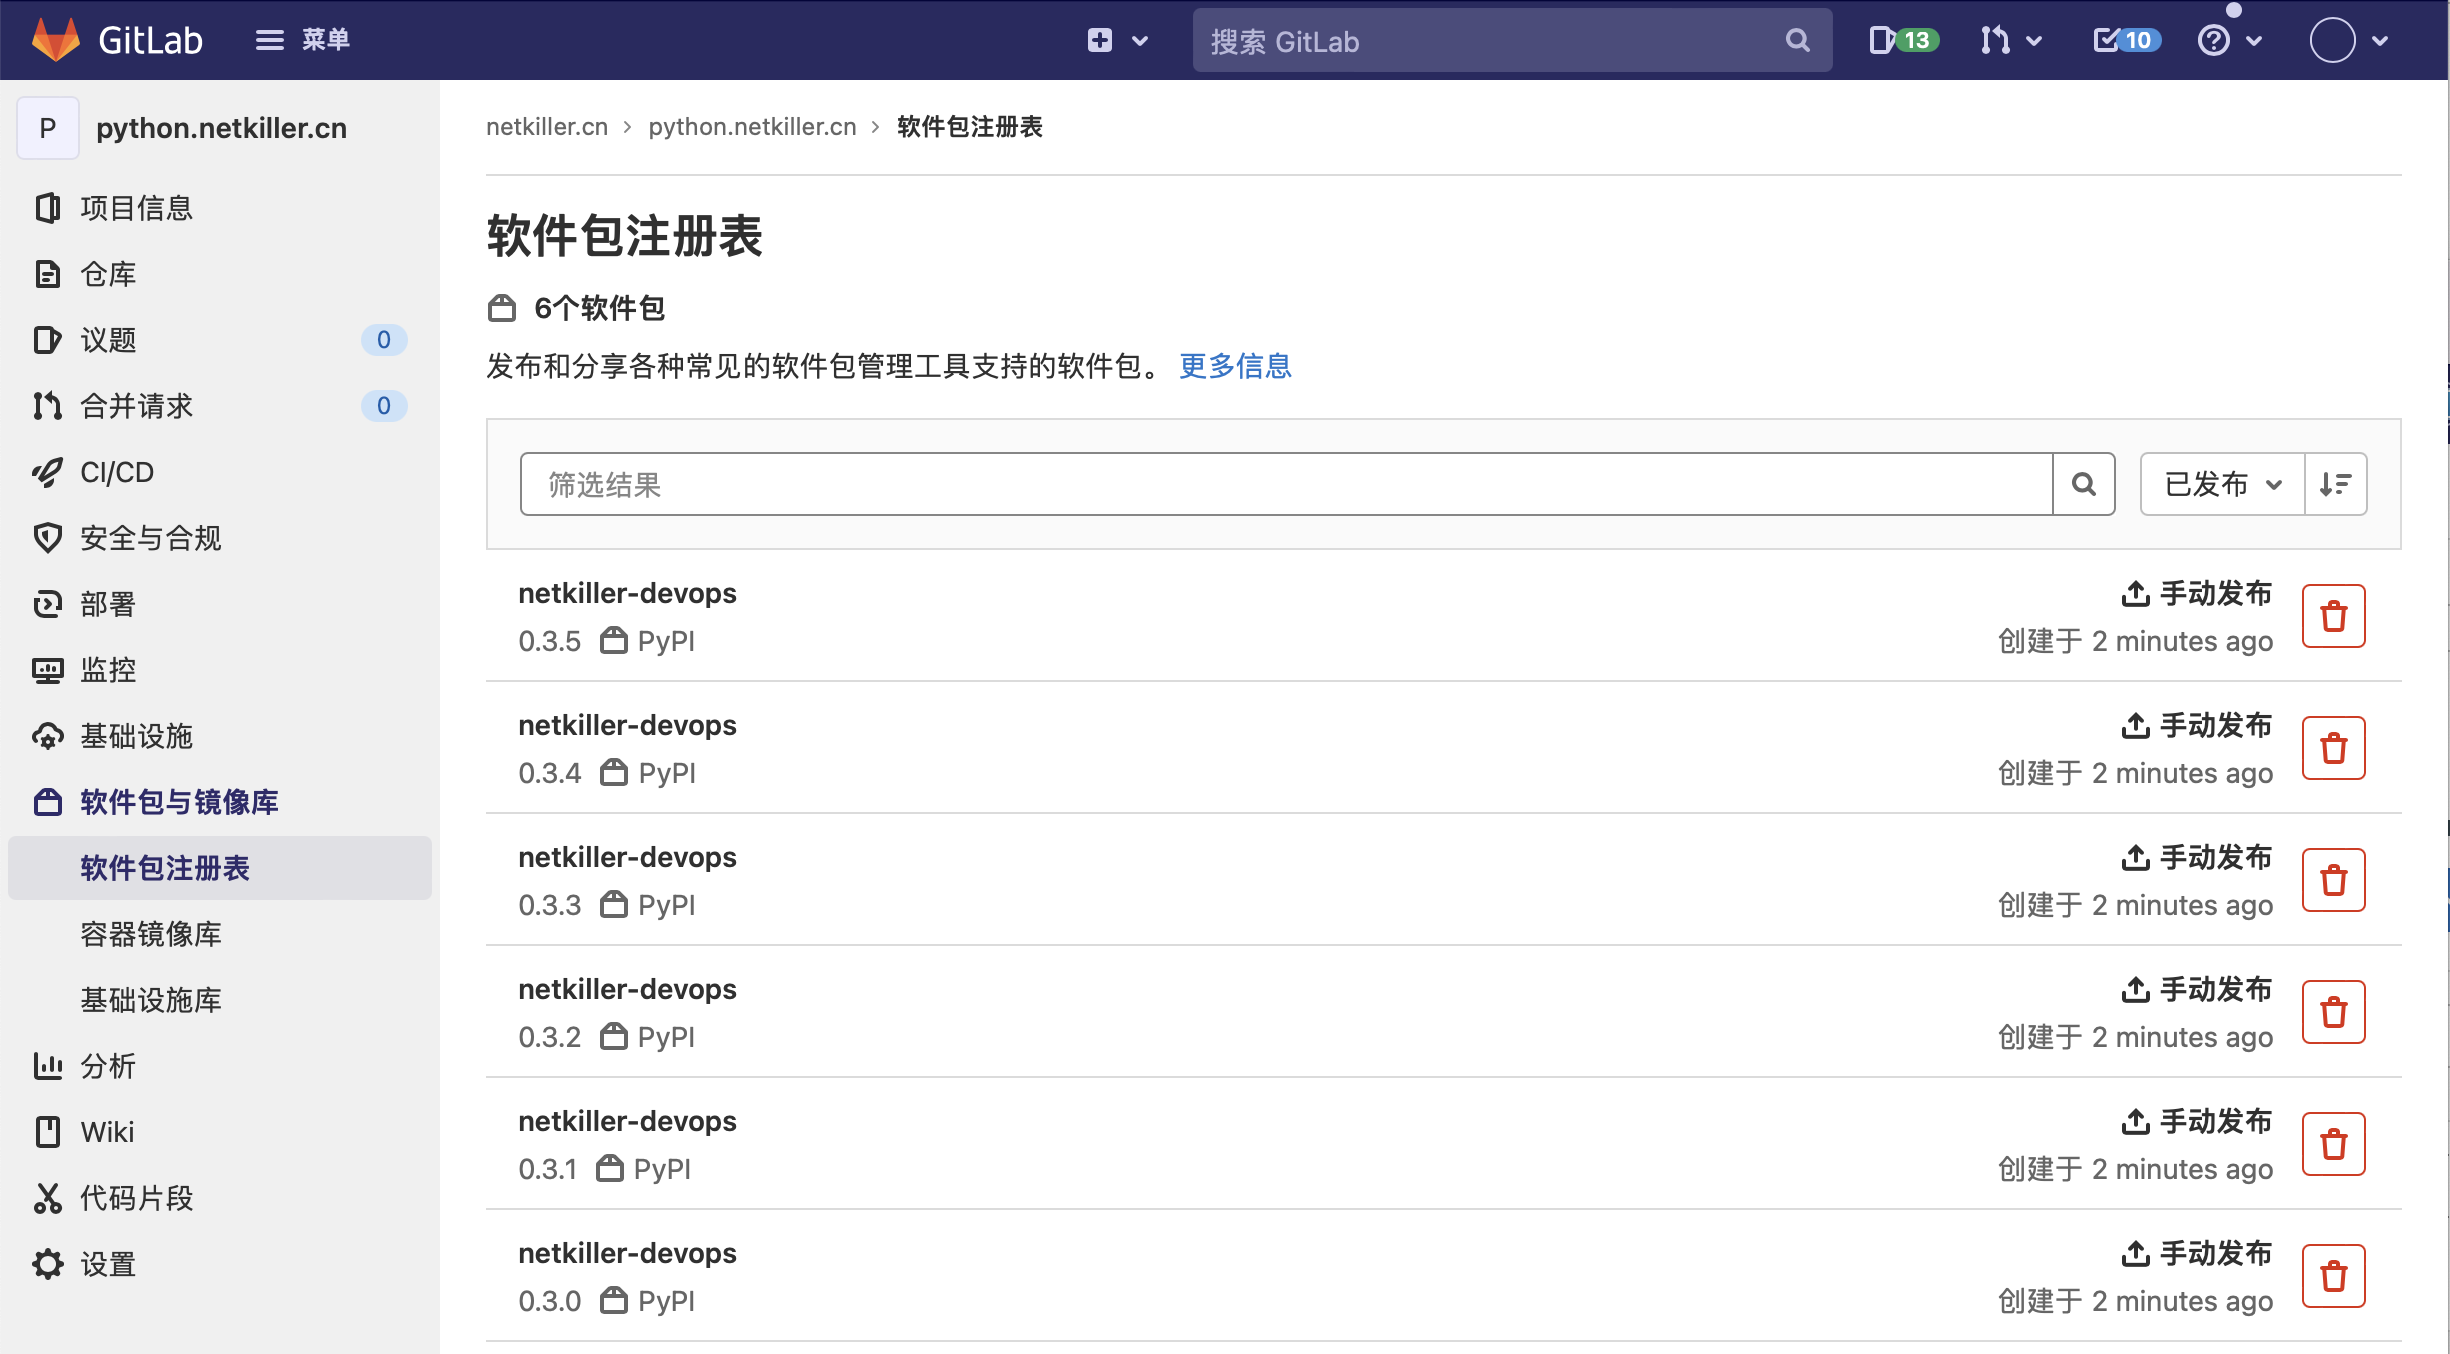 GitLab 菜单 搜索 GitLab 13 10
P python.netkiller.cn
项目信息
仓库
议题 0
合并请求 0
CI/CD
安全与合规
部署
监控
基础设施
软件包与镜像库
软件包注册表
容器镜像库
基础设施库
分析
Wiki
代码片段
设置
netkiller.cn › python.netkiller.cn › 软件包注册表
软件包注册表
6个软件包
发布和分享各种常见的软件包管理工具支持的软件包。 更多信息
筛选结果 已发布
netkiller-devops 手动发布
0.3.5 PyPI 创建于 2 minutes ago
netkiller-devops 手动发布
0.3.4 PyPI 创建于 2 minutes ago
netkiller-devops 手动发布
0.3.3 PyPI 创建于 2 minutes ago
netkiller-devops 手动发布
0.3.2 PyPI 创建于 2 minutes ago
netkiller-devops 手动发布
0.3.1 PyPI 创建于 2 minutes ago
netkiller-devops 手动发布
0.3.0 PyPI 创建于 2 minutes ago